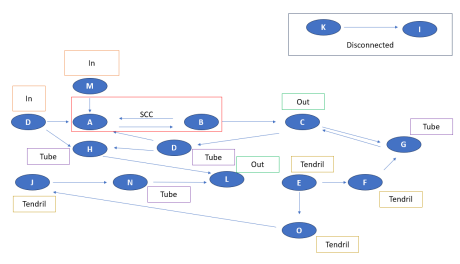 K
I
Disconnected
In
M
In
Out
SCC
D
A
B
C
Tube
G
H
D
Tube
Tube
Out
Tendril
J
N
L
E
F
Tube
Tendril
Tendril
O
Tendril